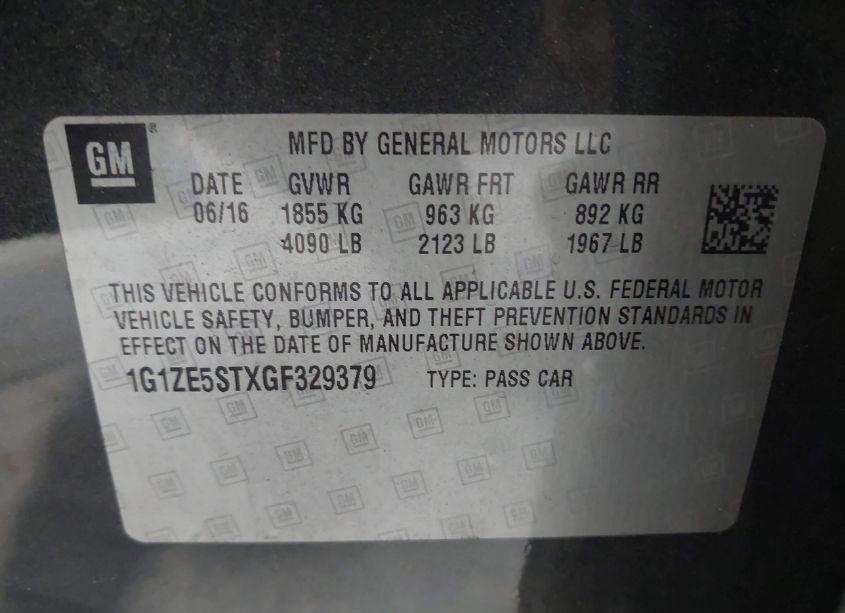 GM ®
MFD BY GENERAL MOTORS LLC
DATE GVWR GAWR FRT GAWR RR
06/16 1855 KG 963 KG 892 KG
4090 LB 2123 LB 1967 LB
THIS VEHICLE CONFORMS TO ALL APPLICABLE U.S. FEDERAL MOTOR
VEHICLE SAFETY, BUMPER, AND THEFT PREVENTION STANDARDS IN
EFFECT ON THE DATE OF MANUFACTURE SHOWN ABOVE.
1G1ZE5STXGF329379 TYPE: PASS CAR